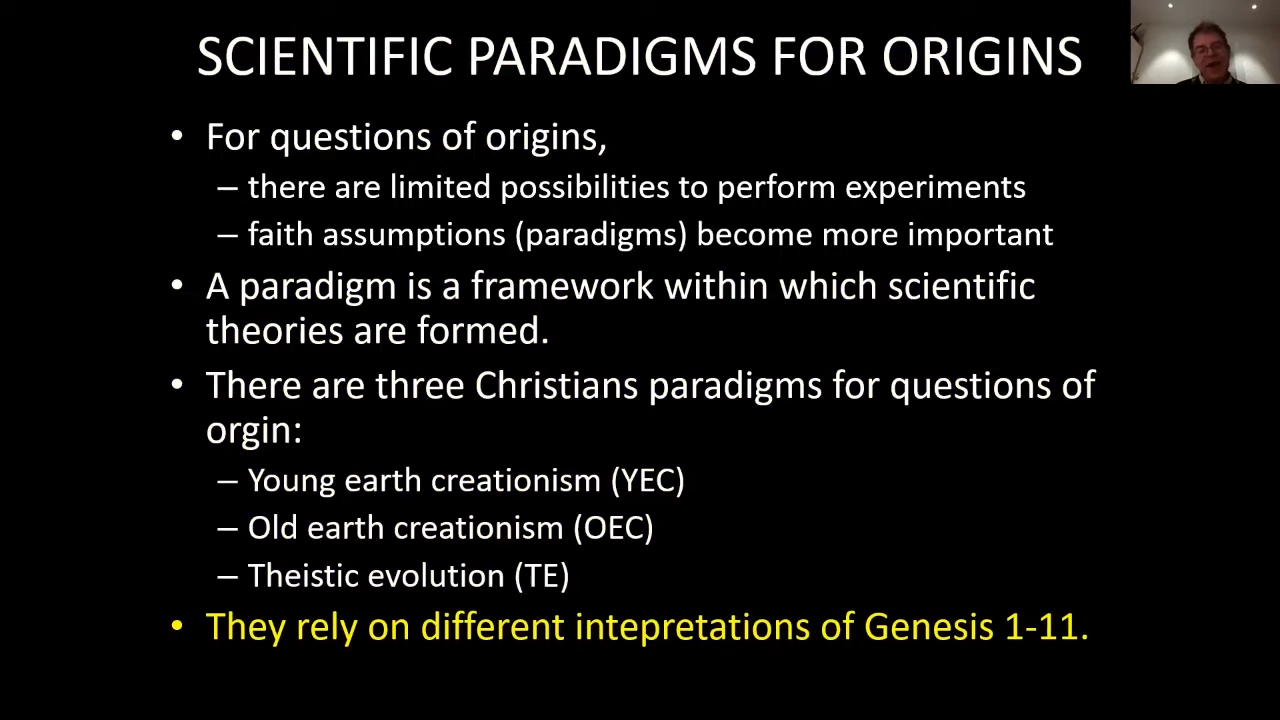 SCIENTIFIC PARADIGMS FOR ORIGINS
• For questions of origins,
– there are limited possibilities to perform experiments
– faith assumptions (paradigms) become more important
• A paradigm is a framework within which scientific
theories are formed.
• There are three Christians paradigms for questions of
orgin:
– Young earth creationism (YEC)
– Old earth creationism (OEC)
– Theistic evolution (TE)
• They rely on different intepretations of Genesis 1-11.